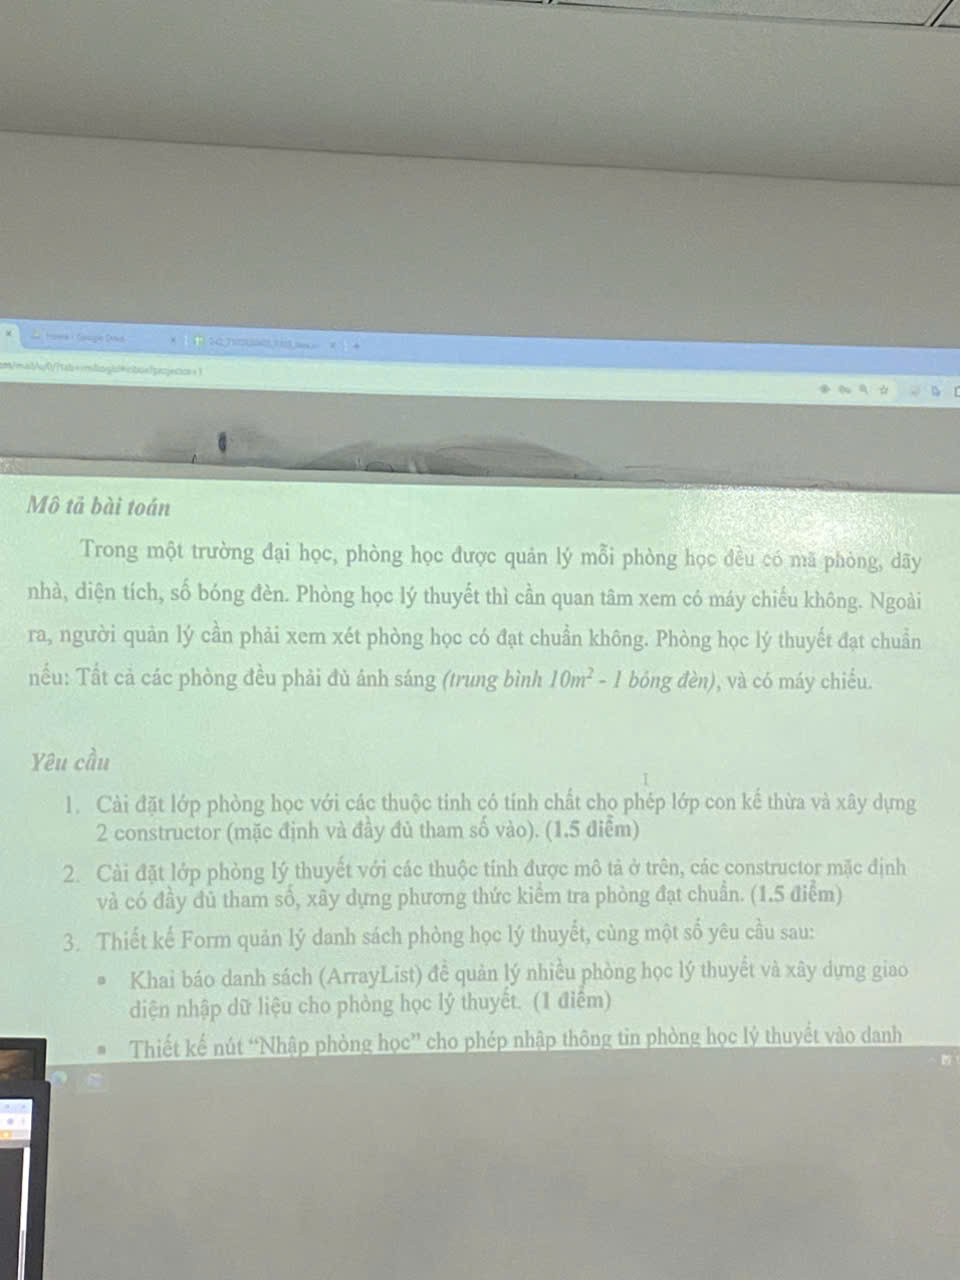 Home - Google Drive
Mô tả bài toán
Trong một trường đại học, phòng học được quản lý mỗi phòng học đều có mã phòng, dãy
nhà, diện tích, số bóng đèn. Phòng học lý thuyết thì cần quan tâm xem có máy chiếu không. Ngoài
ra, người quản lý cần phải xem xét phòng học có đạt chuẩn không. Phòng học lý thuyết đạt chuẩn
nếu: Tất cả các phòng đều phải đủ ánh sáng (trung bình 10m² - 1 bóng đèn), và có máy chiếu.
Yêu cầu
1. Cài đặt lớp phòng học với các thuộc tính có tính chất cho phép lớp con kế thừa và xây dựng
2 constructor (mặc định và đầy đủ tham số vào). (1.5 điểm)
2. Cài đặt lớp phòng lý thuyết với các thuộc tính được mô tả ở trên, các constructor mặc định
và có đầy đủ tham số, xây dựng phương thức kiểm tra phòng đạt chuẩn. (1.5 điểm)
3. Thiết kế Form quản lý danh sách phòng học lý thuyết, cùng một số yêu cầu sau:
• Khai báo danh sách (ArrayList) để quản lý nhiều phòng học lý thuyết và xây dựng giao
diện nhập dữ liệu cho phòng học lý thuyết. (1 điểm)
▪ Thiết kế nút “Nhập phòng học” cho phép nhập thông tin phòng học lý thuyết vào danh